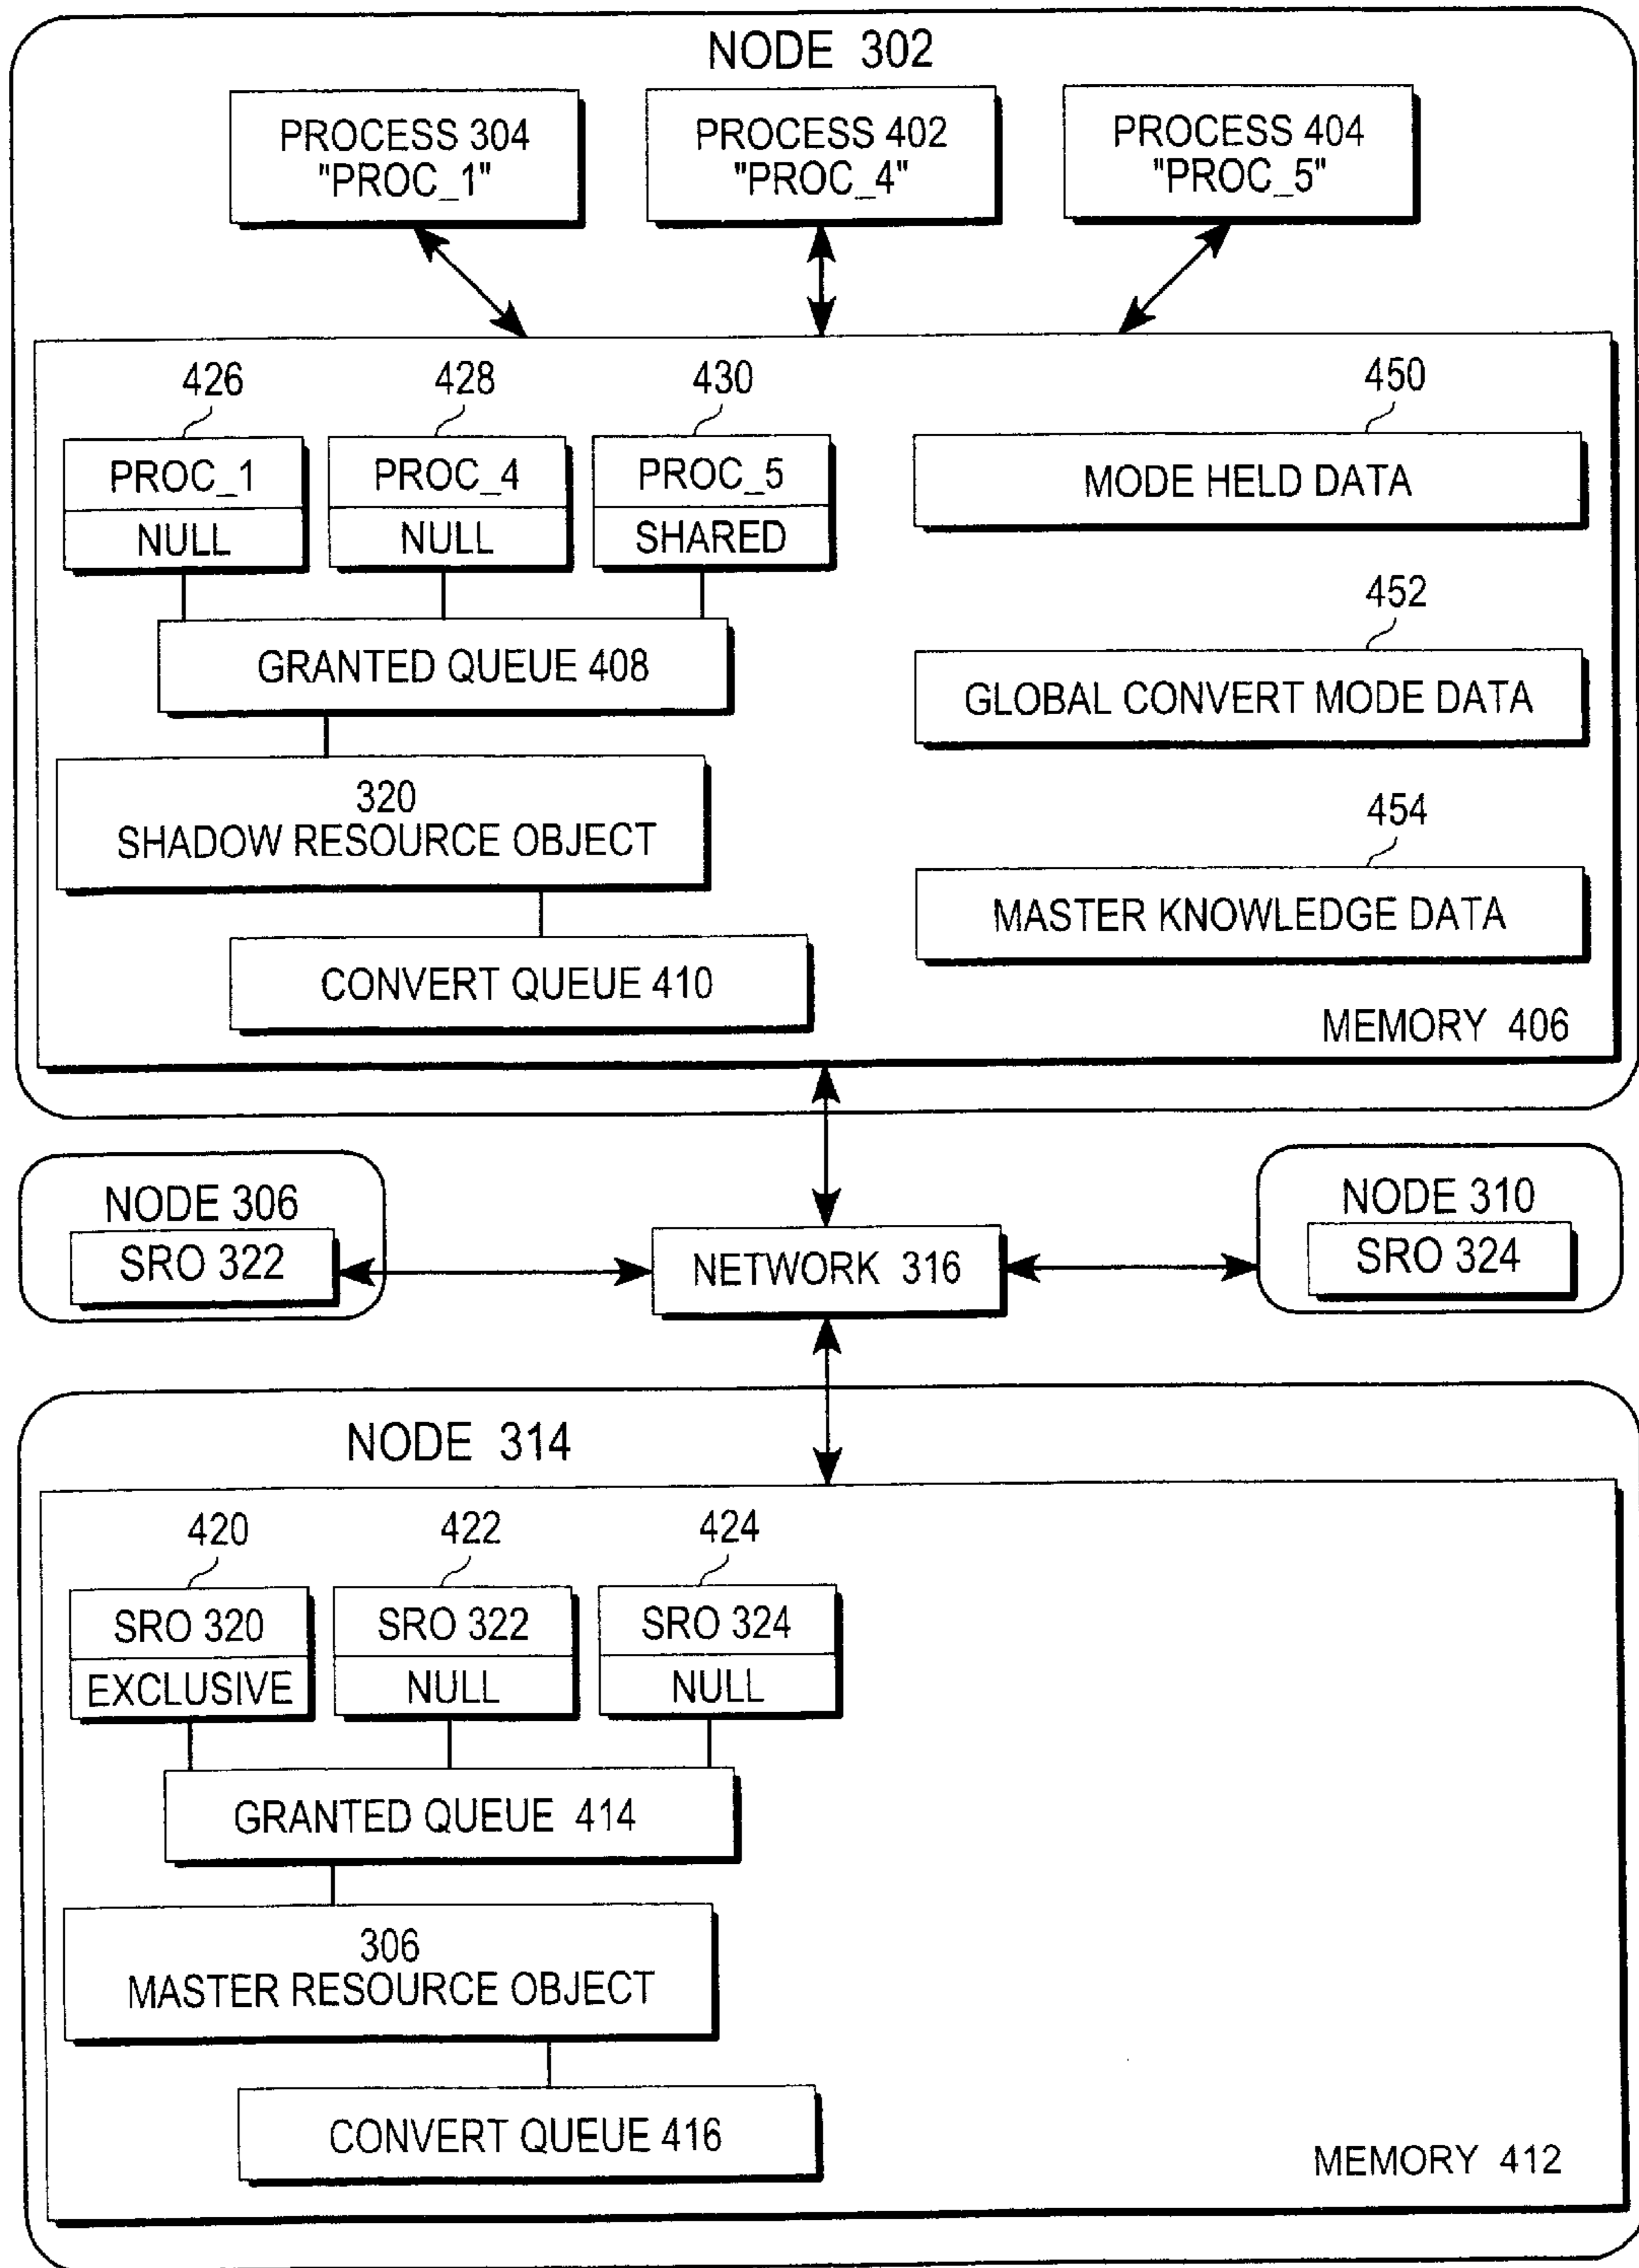 NODE 302
PROCESS 304
"PROC_1"
PROCESS 402
"PROC_4"
PROCESS 404
"PROC_5"
426
428
430
450
PROC_1
NULL
PROC_4
NULL
PROC_5
SHARED
MODE HELD DATA
GRANTED QUEUE 408
452
GLOBAL CONVERT MODE DATA
320
SHADOW RESOURCE OBJECT
454
MASTER KNOWLEDGE DATA
CONVERT QUEUE 410
MEMORY 406
NODE 306
SRO 322
NETWORK 316
NODE 310
SRO 324
NODE 314
420
422
424
SRO 320
EXCLUSIVE
SRO 322
NULL
SRO 324
NULL
GRANTED QUEUE 414
306
MASTER RESOURCE OBJECT
CONVERT QUEUE 416
MEMORY 412